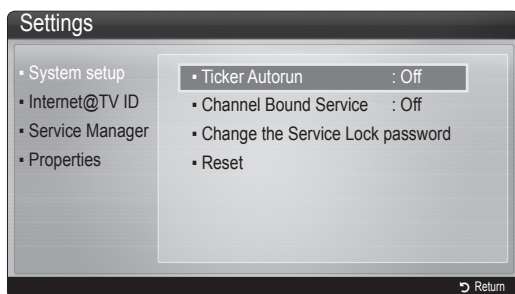 Settings
▪ System setup
▪ Internet@TV ID
▪ Service Manager
▪ Properties
▪ Ticker Autorun : Off
▪ Channel Bound Service : Off
▪ Change the Service Lock password
▪ Reset
Return